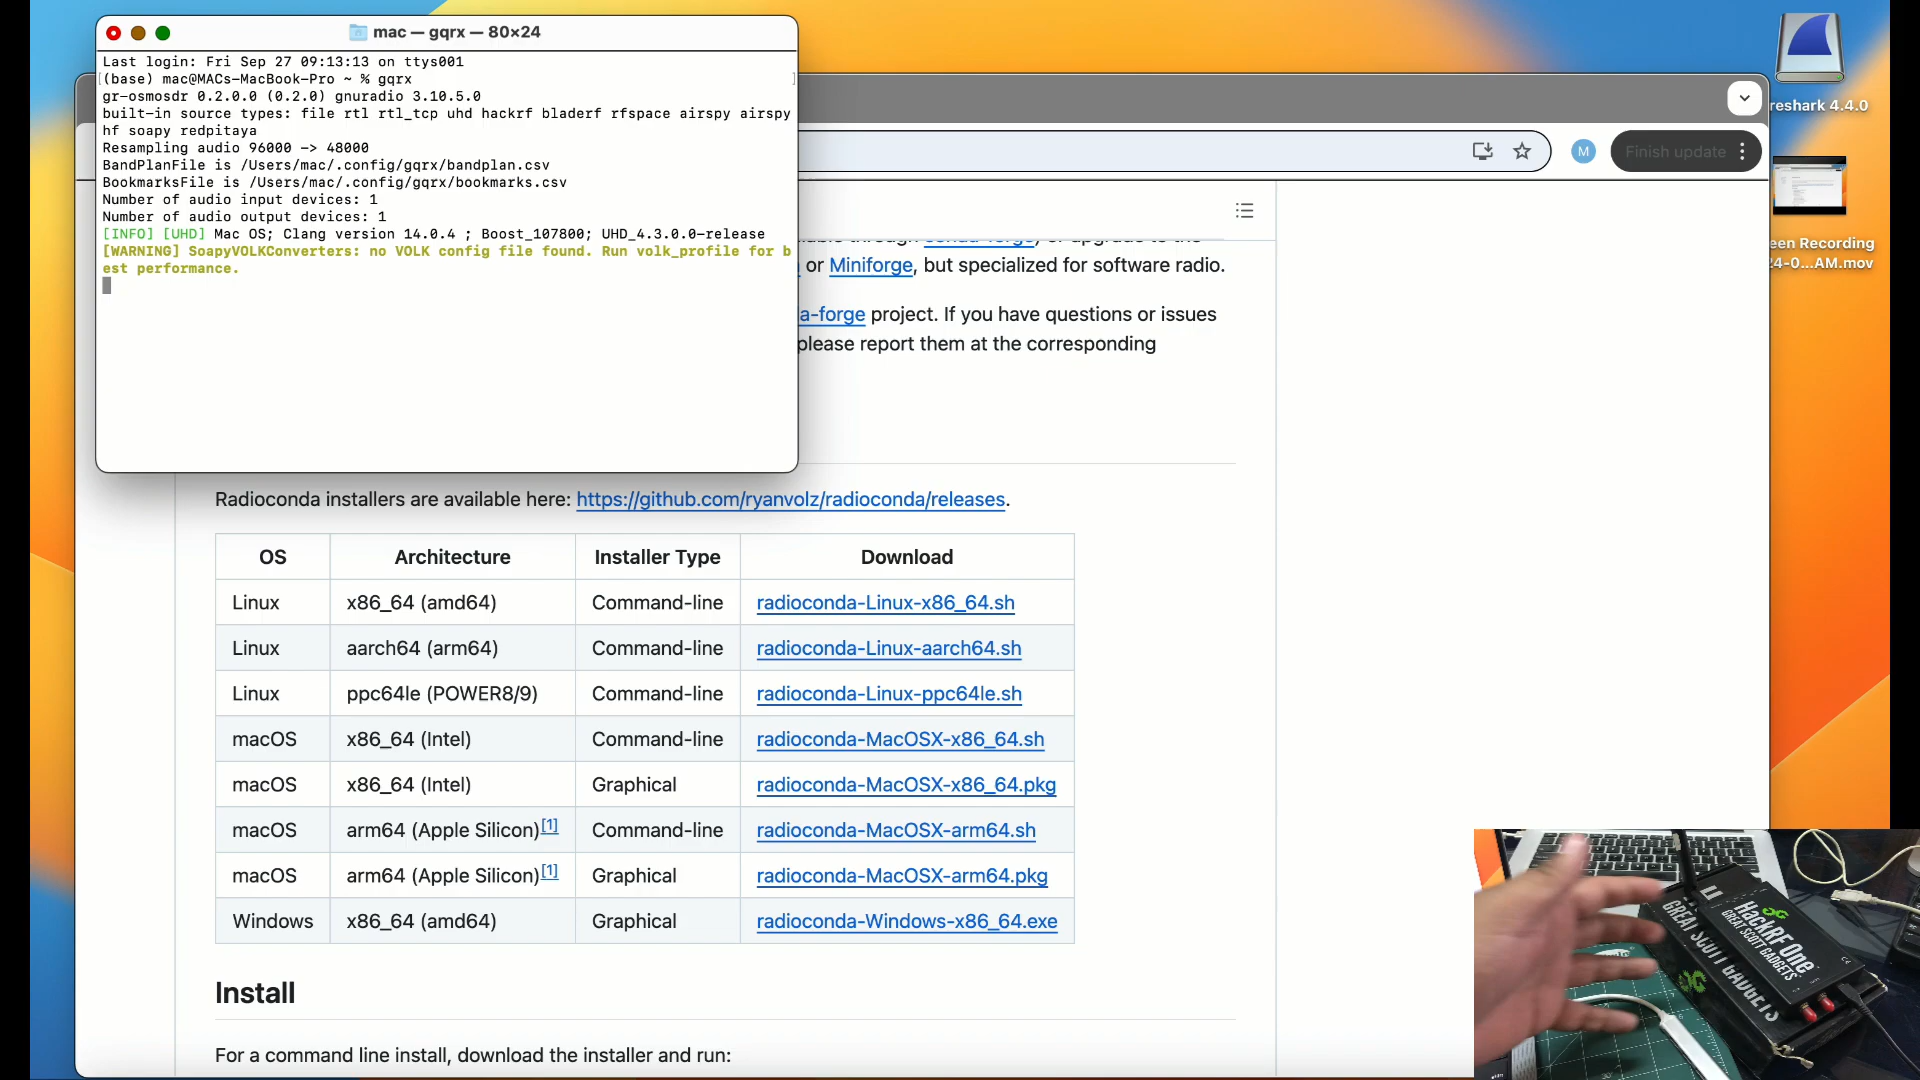 mac — gqrx — 80×24
Last login: Fri Sep 27 09:13:13 on ttys001
(base) mac@MACs-MacBook-Pro ~ % gqrx
gr-osmosdr 0.2.0.0 (0.2.0) gnuradio 3.10.5.0
built-in source types: file rtl rtl_tcp uhd hackrf bladerf rfspace airspy airspy
hf soapy redpitaya
Resampling audio 96000 -> 48000
BandPlanFile is /Users/mac/.config/gqrx/bandplan.csv
BookmarksFile is /Users/mac/.config/gqrx/bookmarks.csv
Number of audio input devices: 1
Number of audio output devices: 1
[INFO] [UHD] Mac OS; Clang version 14.0.4 ; Boost_107800; UHD_4.3.0.0-release
[WARNING] SoapyVOLKConverters: no VOLK config file found. Run volk_profile for b
est performance.
M
Finish update
reshark 4.4.0
een Recording
24-0...AM.mov
or Miniforge, but specialized for software radio.
a-forge project. If you have questions or issues
please report them at the corresponding
Radioconda installers are available here: https://github.com/ryanvolz/radioconda/releases.
OS Architecture Installer Type Download
Linux x86_64 (amd64) Command-line radioconda-Linux-x86_64.sh
Linux aarch64 (arm64) Command-line radioconda-Linux-aarch64.sh
Linux ppc64le (POWER8/9) Command-line radioconda-Linux-ppc64le.sh
macOS x86_64 (Intel) Command-line radioconda-MacOSX-x86_64.sh
macOS x86_64 (Intel) Graphical radioconda-MacOSX-x86_64.pkg
macOS arm64 (Apple Silicon)[1] Command-line radioconda-MacOSX-arm64.sh
macOS arm64 (Apple Silicon)[1] Graphical radioconda-MacOSX-arm64.pkg
Windows x86_64 (amd64) Graphical radioconda-Windows-x86_64.exe
Install
For a command line install, download the installer and run:
HackRF One
GREAT SCOTT GADGETS
GREAT SCOTT GADGETS